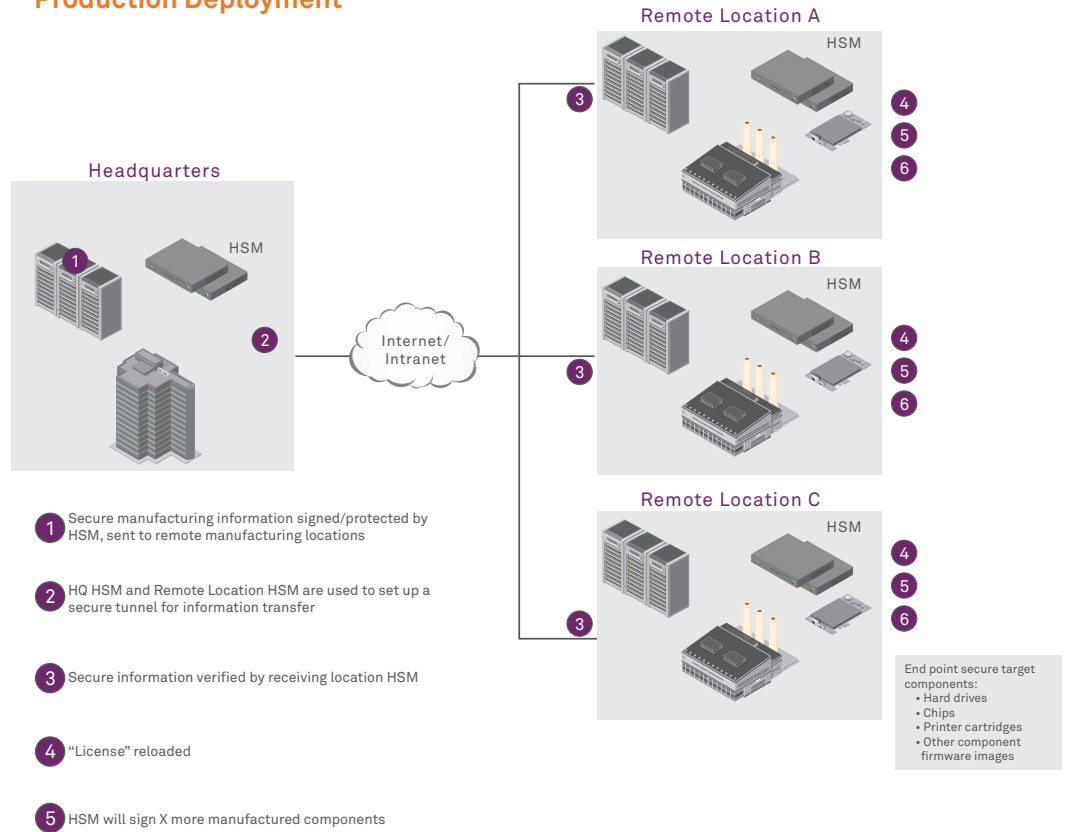 Production Deployment
Remote Location A
HSM
3
4
5
6
Headquarters
HSM
1
2
Internet/
Intranet
Remote Location B
HSM
3
4
5
6
Remote Location C
HSM
3
4
5
6
1 Secure manufacturing information signed/protected by
HSM, sent to remote manufacturing locations
2 HQ HSM and Remote Location HSM are used to set up a
secure tunnel for information transfer
3 Secure information verified by receiving location HSM
4 “License” reloaded
5 HSM will sign X more manufactured components
End point secure target
components:
• Hard drives
• Chips
• Printer cartridges
• Other component
firmware images